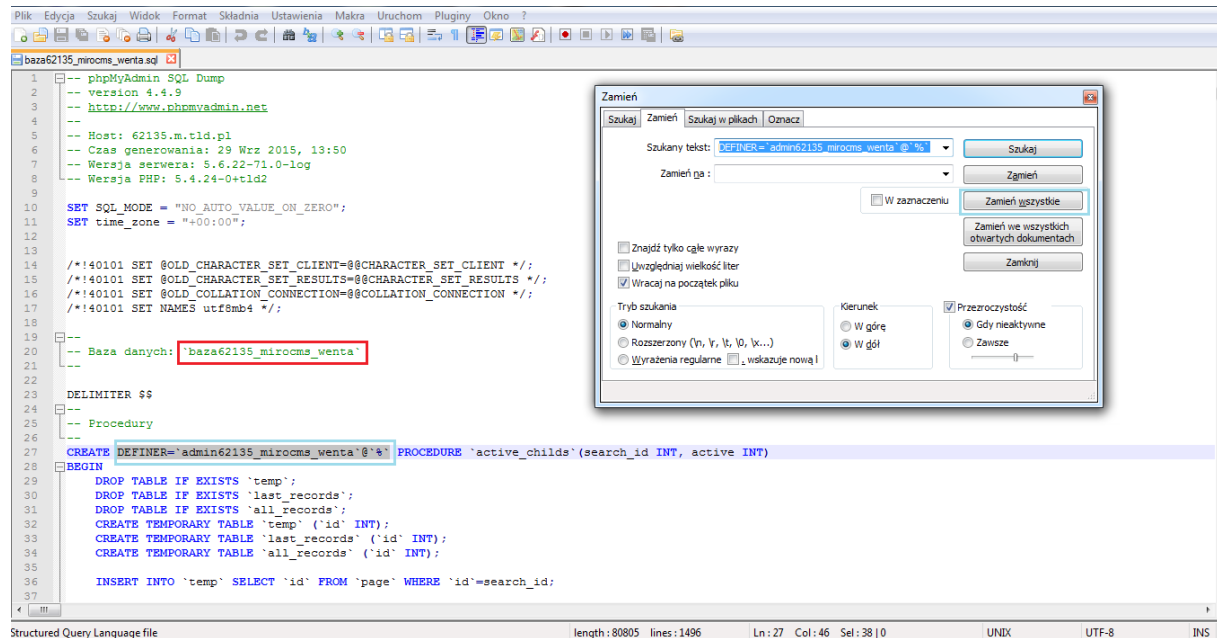 Plik Edycja Szukaj Widok Format Składnia Ustawienia Makra Uruchom Pluginy Okno ?
baza62135_mirocms_wenta.sql
1 -- phpMyAdmin SQL Dump
2 -- version 4.4.9
3 -- http://www.phpmyadmin.net
4 --
5 -- Host: 62135.m.tld.pl
6 -- Czas generowania: 29 Wrz 2015, 13:50
7 -- Wersja serwera: 5.6.22-71.0-log
8 -- Wersja PHP: 5.4.24-0+tld2
9
10 SET SQL_MODE = "NO_AUTO_VALUE_ON_ZERO";
11 SET time_zone = "+00:00";
12
13
14 /*!40101 SET @OLD_CHARACTER_SET_CLIENT=@@CHARACTER_SET_CLIENT */;
15 /*!40101 SET @OLD_CHARACTER_SET_RESULTS=@@CHARACTER_SET_RESULTS */;
16 /*!40101 SET @OLD_COLLATION_CONNECTION=@@COLLATION_CONNECTION */;
17 /*!40101 SET NAMES utf8mb4 */;
18
19 --
20 -- Baza danych: `baza62135_mirocms_wenta`
21 --
22
23 DELIMITER $$
24 --
25 -- Procedury
26 --
27 CREATE DEFINER=`admin62135_mirocms_wenta`@`%` PROCEDURE `active_childs`(search_id INT, active INT)
28 BEGIN
29 DROP TABLE IF EXISTS `temp`;
30 DROP TABLE IF EXISTS `last_records`;
31 DROP TABLE IF EXISTS `all_records`;
32 CREATE TEMPORARY TABLE `temp` (`id` INT);
33 CREATE TEMPORARY TABLE `last_records` (`id` INT);
34 CREATE TEMPORARY TABLE `all_records` (`id` INT);
35
36 INSERT INTO `temp` SELECT `id` FROM `page` WHERE `id`=search_id;
37
Zamień
Szukaj Zamień Szukaj w plikach Oznacz
Szukany tekst: DEFINER=`admin62135_mirocms_wenta`@`%` Szukaj
Zamień na : Zamień
W zaznaczeniu Zamień wszystkie
Zamień we wszystkich
otwartych dokumentach
Znajdź tylko całe wyrazy
Uwzględniaj wielkość liter Zamknij
Wracaj na początek pliku
Tryb szukania Kierunek Przezroczystość
Normalny W górę Gdy nieaktywne
Rozszerzony (\n, \r, \t, \0, \x...) W dół Zawsze
Wyrażenia regularne . wskazuje nową l
Structured Query Language file length : 80805 lines : 1496 Ln : 27 Col : 46 Sel : 38 | 0 UNIX UTF-8 INS